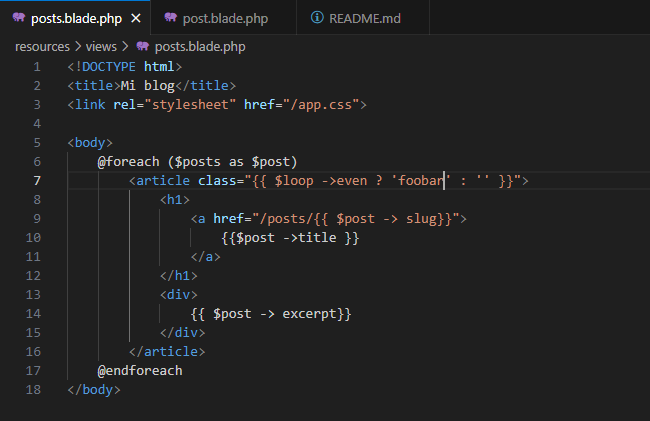 posts.blade.php × post.blade.php README.md
resources > views > posts.blade.php
1 <!DOCTYPE html>
2 <title>Mi blog</title>
3 <link rel="stylesheet" href="/app.css">
4
5 <body>
6 @foreach ($posts as $post)
7 <article class="{{ $loop ->even ? 'foobar' : '' }}">
8 <h1>
9 <a href="/posts/{{ $post -> slug}}">
10 {{$post ->title }}
11 </a>
12 </h1>
13 <div>
14 {{ $post -> excerpt}}
15 </div>
16 </article>
17 @endforeach
18 </body>